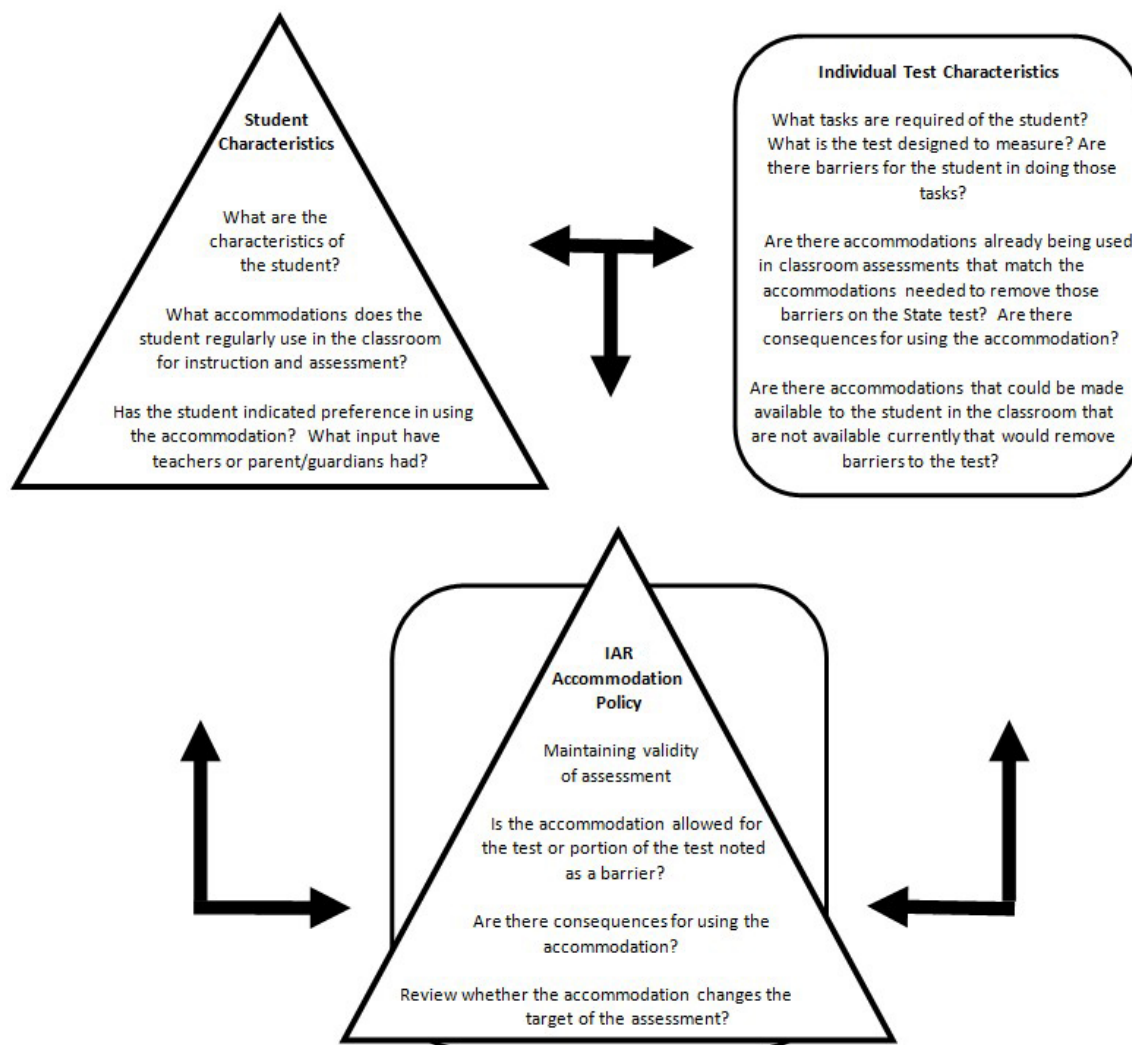 Student
Characteristics
What are the
characteristics of
the student?
What accommodations does the
student regularly use in the classroom
for instruction and assessment?
Has the student indicated preference in using
the accommodation? What input have
teachers or parent/guardians had?
Individual Test Characteristics
What tasks are required of the student?
What is the test designed to measure? Are
there barriers for the student in doing those
tasks?
Are there accommodations already being used
in classroom assessments that match the
accommodations needed to remove those
barriers on the State test? Are there
consequences for using the accommodation?
Are there accommodations that could be made
available to the student in the classroom that
are not available currently that would remove
barriers to the test?
IAR
Accommodation
Policy
Maintaining validity
of assessment
Is the accommodation allowed for
the test or portion of the test noted
as a barrier?
Are there consequences for using the
accommodation?
Review whether the accommodation changes the
target of the assessment?